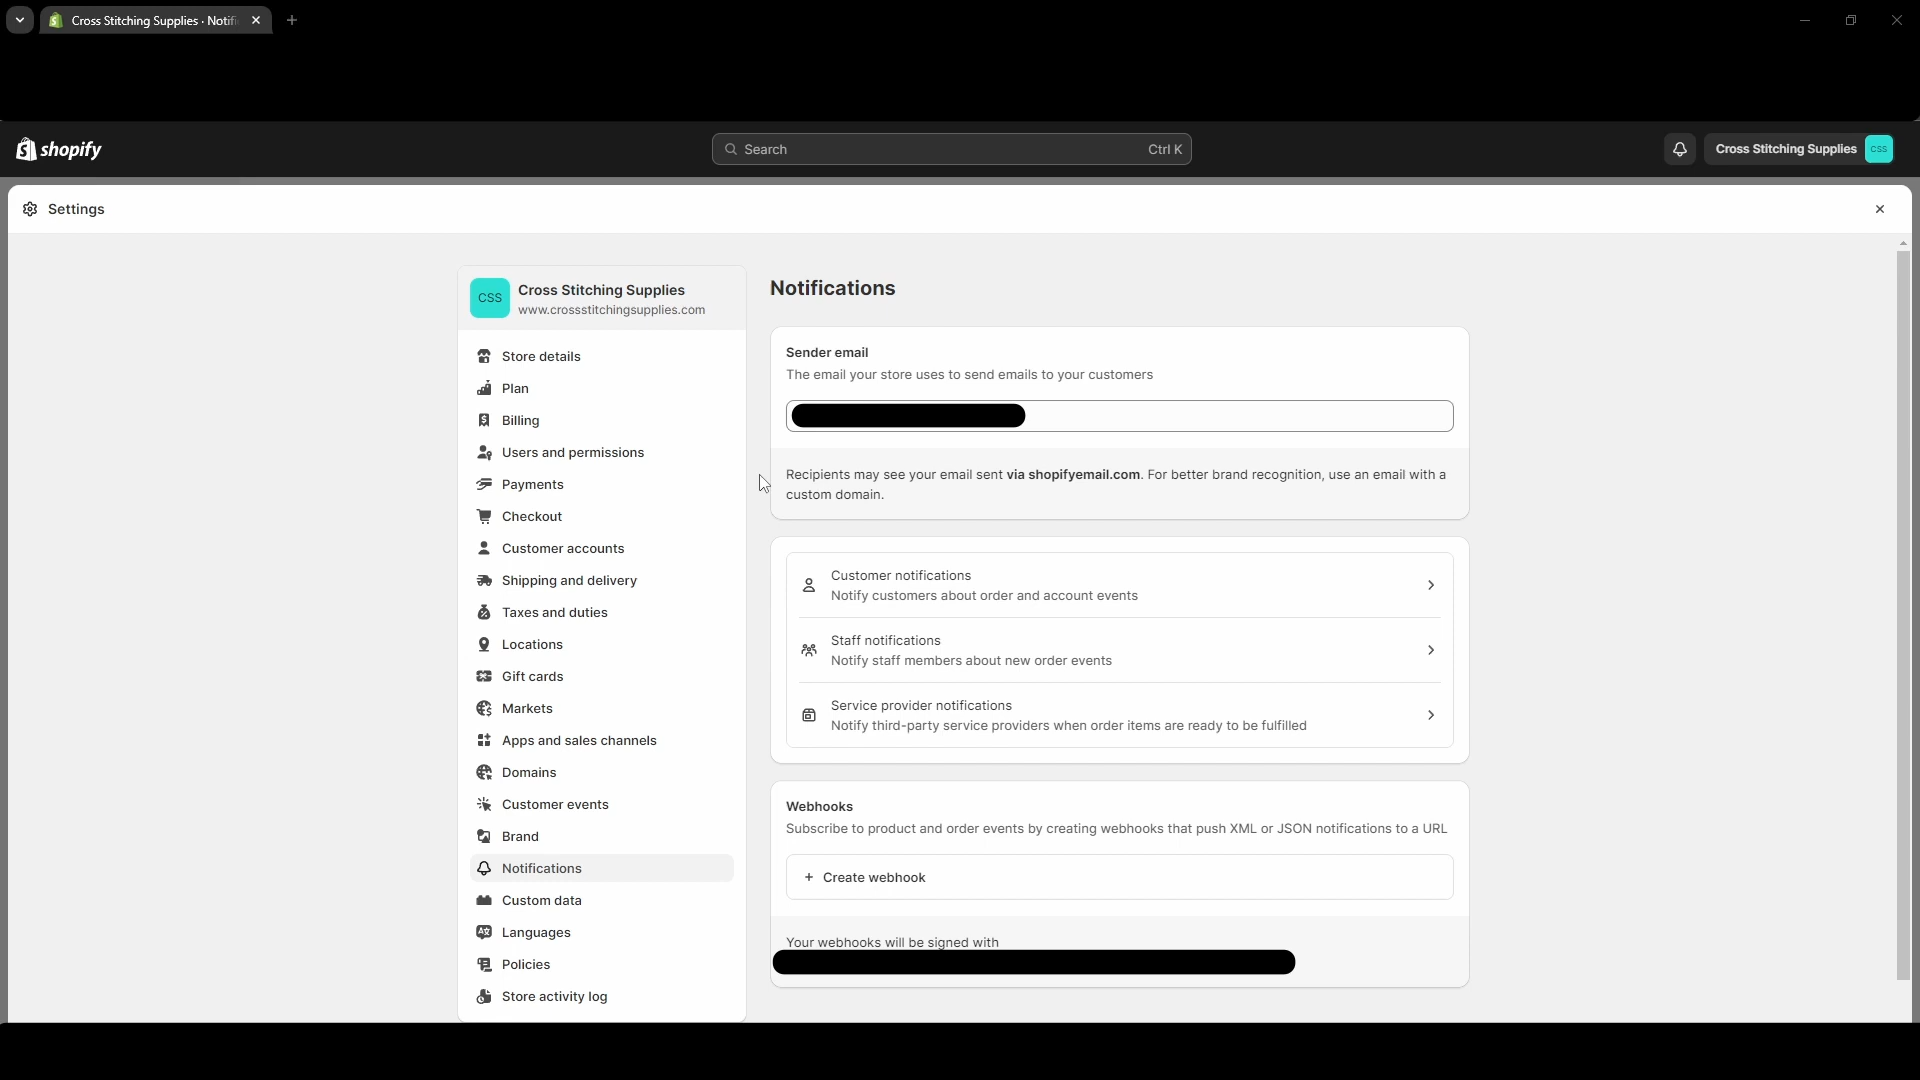 Cross Stitching Supplies · Notifi
shopify
Search
Ctrl K
Cross Stitching Supplies
CSS
Settings
CSS
Cross Stitching Supplies
www.crossstitchingsupplies.com
Store details
Plan
Billing
Users and permissions
Payments
Checkout
Customer accounts
Shipping and delivery
Taxes and duties
Locations
Gift cards
Markets
Apps and sales channels
Domains
Customer events
Brand
Notifications
Custom data
Languages
Policies
Store activity log
Notifications
Sender email
The email your store uses to send emails to your customers
Recipients may see your email sent via shopifyemail.com. For better brand recognition, use an email with a
custom domain.
Customer notifications
Notify customers about order and account events
Staff notifications
Notify staff members about new order events
Service provider notifications
Notify third-party service providers when order items are ready to be fulfilled
Webhooks
Subscribe to product and order events by creating webhooks that push XML or JSON notifications to a URL
+ Create webhook
Your webhooks will be signed with